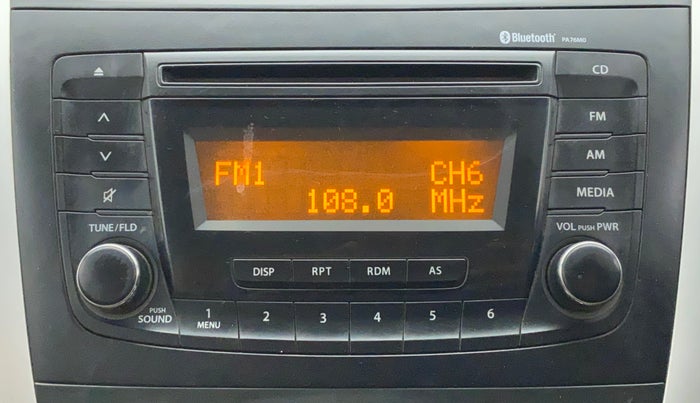 Bluetooth PA76M0
CD
FM
AM
MEDIA
FM1 CH6
108.0 MHz
TUNE/FLD
VOL PUSH PWR
DISP RPT RDM AS
PUSH
SOUND
1 2 3 4 5 6
MENU